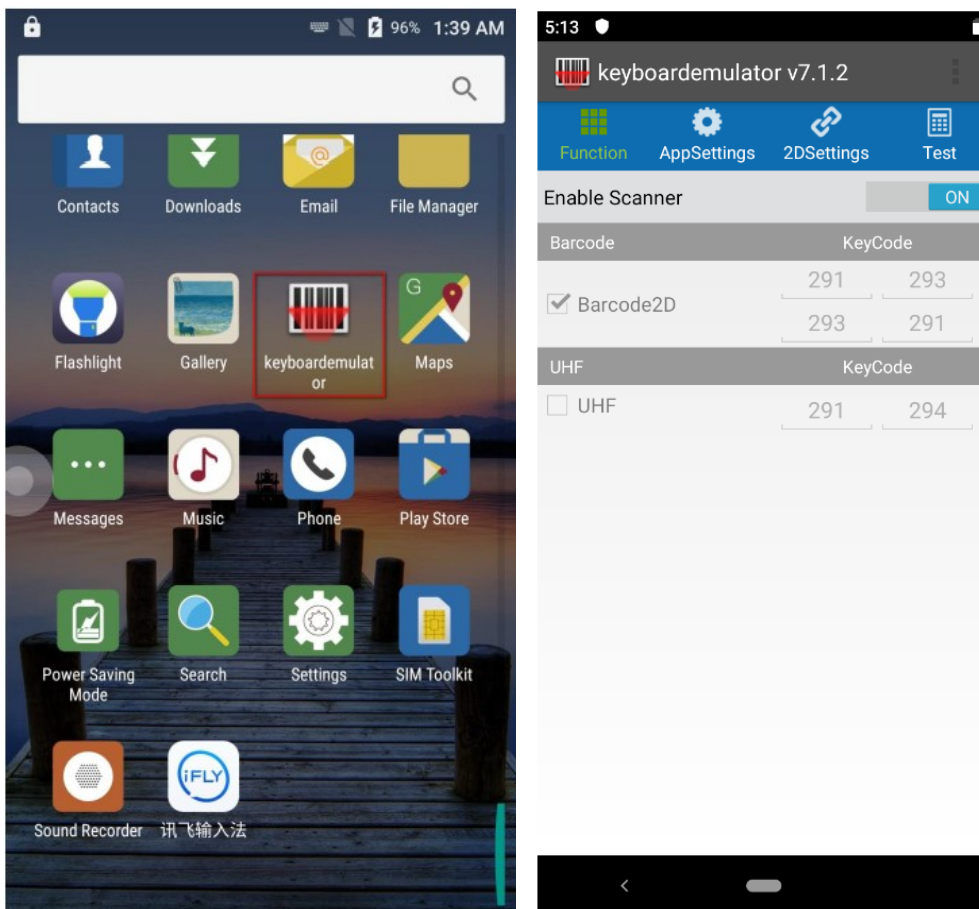 96% 1:39 AM
Contacts Downloads Email File Manager
G
Flashlight Gallery keyboardemulat Maps
or
Messages Music Phone Play Store
Power Saving Search Settings SIM Toolkit
Mode
iFLY
Sound Recorder 讯飞输入法
5:13
keyboardemulator v7.1.2
Function AppSettings 2DSettings Test
Enable Scanner ON
Barcode KeyCode
291 293
Barcode2D
293 291
UHF KeyCode
UHF 291 294